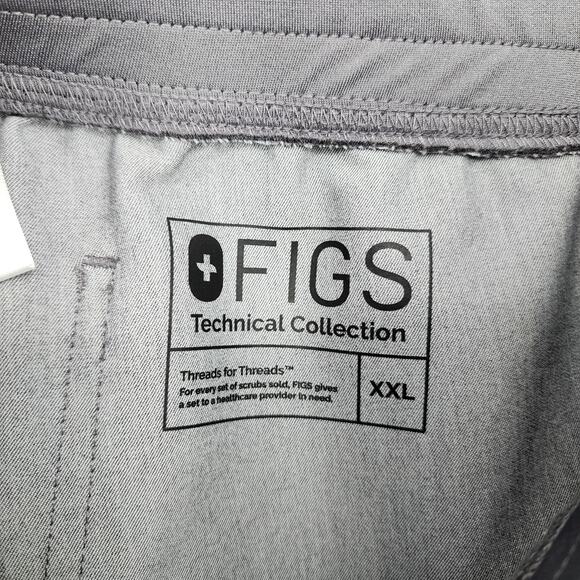 FIGS
Technical Collection
Threads for Threads™
For every set of scrubs sold, FIGS gives
a set to a healthcare provider in need.
XXL